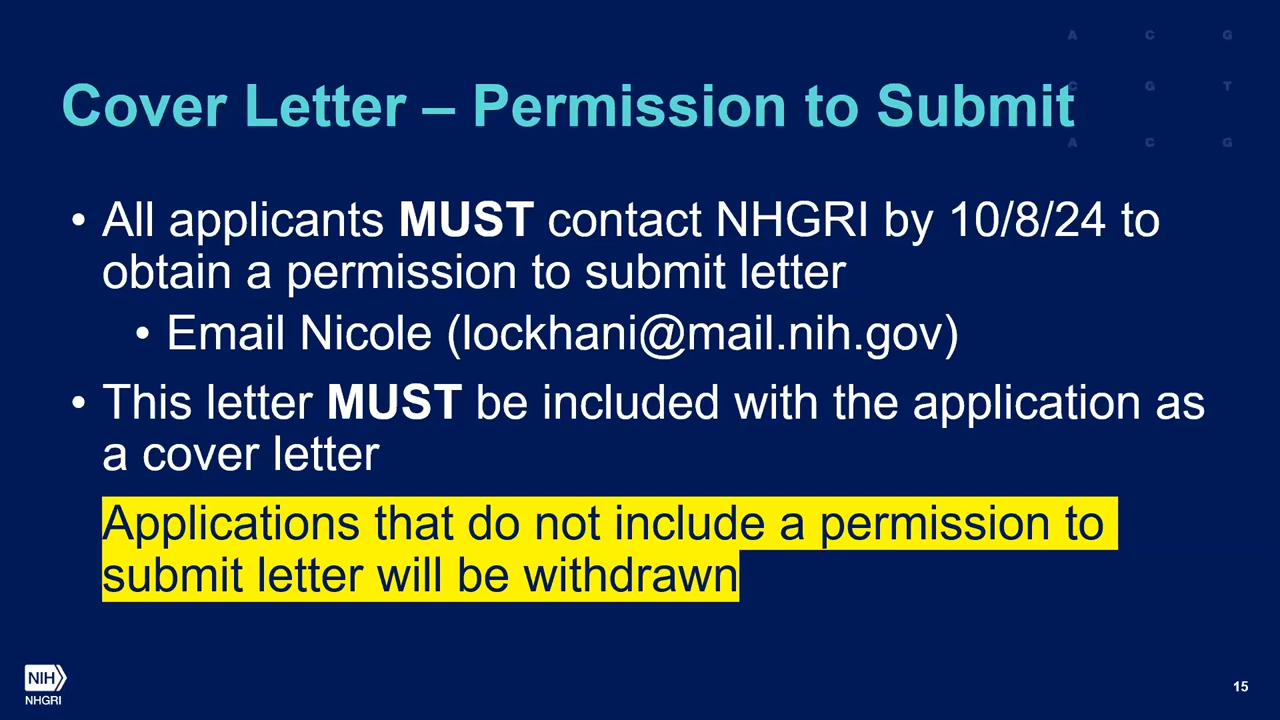 A C G
Cover Letter – Permission to Submit
C G T
A C G
• All applicants MUST contact NHGRI by 10/8/24 to
obtain a permission to submit letter
• Email Nicole (lockhani@mail.nih.gov)
• This letter MUST be included with the application as
a cover letter
Applications that do not include a permission to
submit letter will be withdrawn
NIH
NHGRI
15